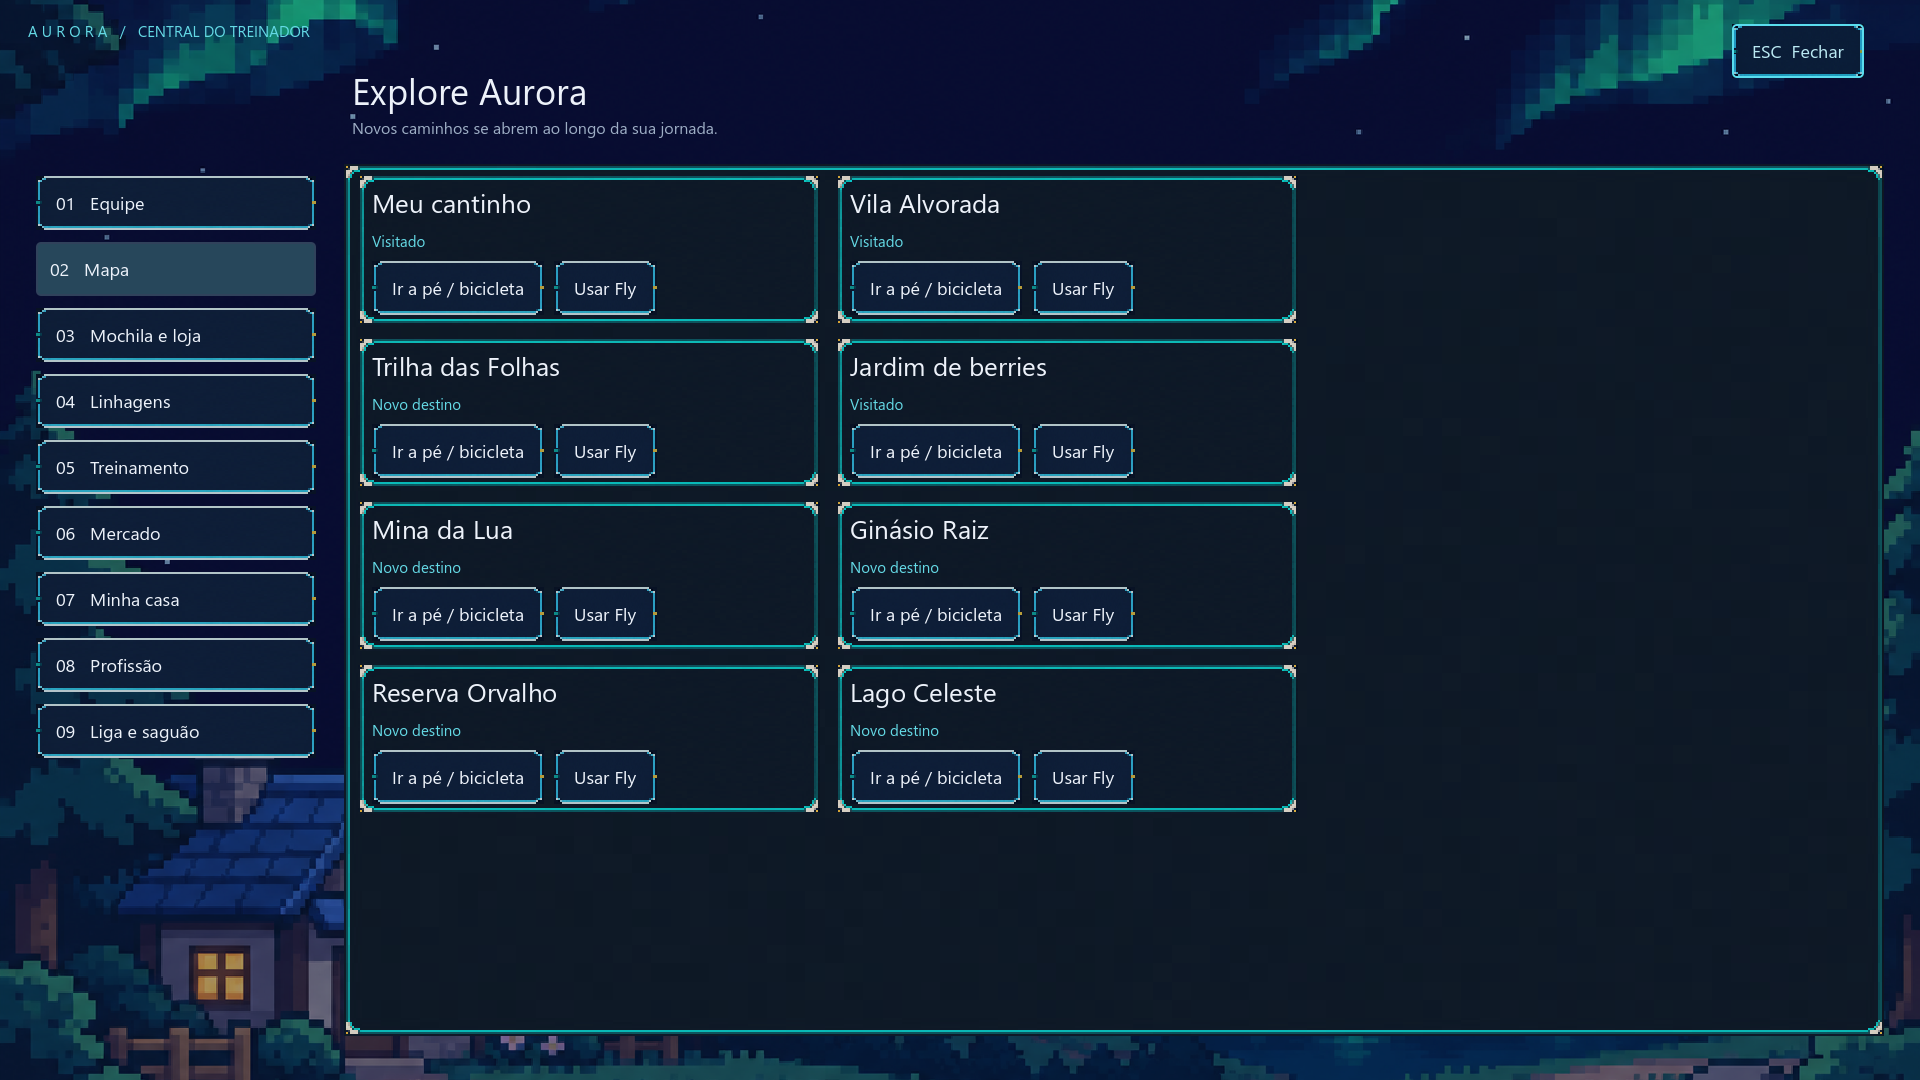 AURORA / CENTRAL DO TREINADOR
ESC Fechar
Explore Aurora
Novos caminhos se abrem ao longo da sua jornada.
01 Equipe
02 Mapa
03 Mochila e loja
04 Linhagens
05 Treinamento
06 Mercado
07 Minha casa
08 Profissão
09 Liga e saguão
Meu cantinho
Visitado
Ir a pé / bicicleta Usar Fly
Vila Alvorada
Visitado
Ir a pé / bicicleta Usar Fly
Trilha das Folhas
Novo destino
Ir a pé / bicicleta Usar Fly
Jardim de berries
Visitado
Ir a pé / bicicleta Usar Fly
Mina da Lua
Novo destino
Ir a pé / bicicleta Usar Fly
Ginásio Raiz
Novo destino
Ir a pé / bicicleta Usar Fly
Reserva Orvalho
Novo destino
Ir a pé / bicicleta Usar Fly
Lago Celeste
Novo destino
Ir a pé / bicicleta Usar Fly